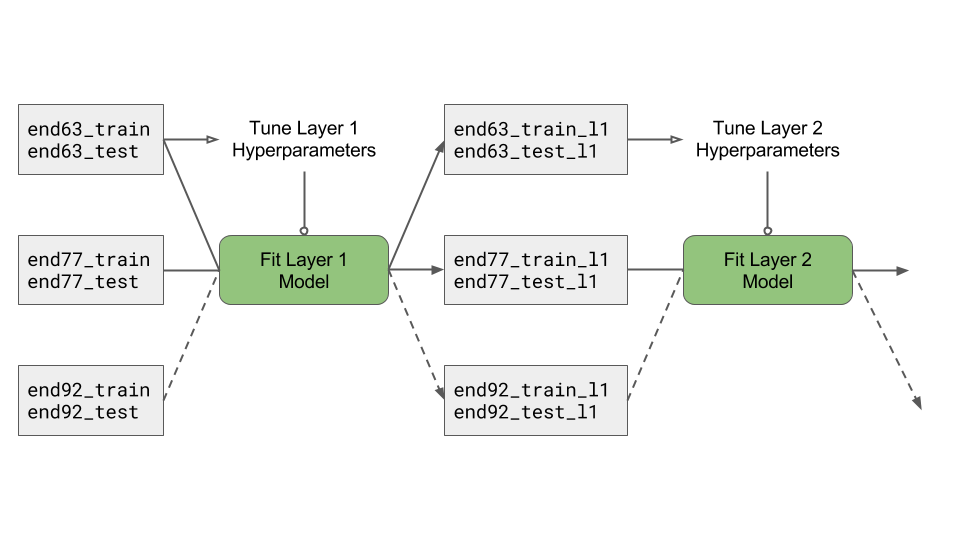 end63_train
end63_test
Tune Layer 1
Hyperparameters
end63_train_l1
end63_test_l1
Tune Layer 2
Hyperparameters
end77_train
end77_test
Fit Layer 1
Model
end77_train_l1
end77_test_l1
Fit Layer 2
Model
end92_train
end92_test
end92_train_l1
end92_test_l1